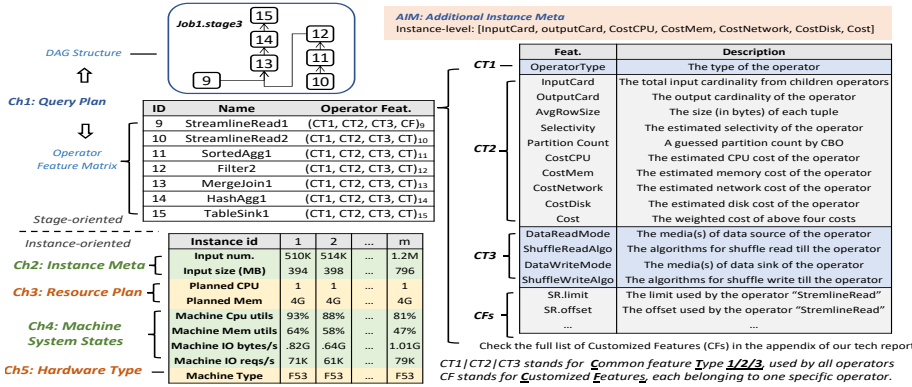 Job1.stage3
15
14
13
12
11
10
9
DAG Structure
Ch1: Query Plan
Operator
Feature Matrix
Stage-oriented
Instance-oriented
ID Name Operator Feat.
9 StreamlineRead1 (CT1, CT2, CT3, CF)9
10 StreamlineRead2 (CT1, CT2, CT3, CT)10
11 SortedAgg1 (CT1, CT2, CT3, CT)11
12 Filter2 (CT1, CT2, CT3, CT)12
13 MergeJoin1 (CT1, CT2, CT3, CT)13
14 HashAgg1 (CT1, CT2, CT3, CT)14
15 TableSink1 (CT1, CT2, CT3, CT)15
Ch2: Instance Meta
Ch3: Resource Plan
Ch4: Machine
System States
Ch5: Hardware Type
Instance id 1 2 ... m
Input num. 510K 514K ... 1.2M
Input size (MB) 394 398 ... 796
Planned CPU 1 1 ... 1
Planned Mem 4G 4G ... 4G
Machine Cpu utils 93% 88% ... 81%
Machine Mem utils 64% 58% ... 47%
Machine IO bytes/s .82G .64G ... 1.01G
Machine IO reqs/s 71K 61K ... 79K
Machine Type F53 F53 ... F53
AIM: Additional Instance Meta
Instance-level: [InputCard, outputCard, CostCPU, CostMem, CostNetwork, CostDisk, Cost]
CT1
CT2
CT3
CFs
Feat. Description
OperatorType The type of the operator
InputCard The total input cardinality from children operators
OutputCard The output cardinality of the operator
AvgRowSize The size (in bytes) of each tuple
Selectivity The estimated selectivity of the operator
Partition Count A guessed partition count by CBO
CostCPU The estimated CPU cost of the operator
CostMem The estimated memory cost of the operator
CostNetwork The estimated network cost of the operator
CostDisk The estimated disk cost of the operator
Cost The weighted cost of above four costs
DataReadMode The media(s) of data source of the operator
ShuffleReadAlgo The algorithms for shuffle read till the operator
DataWriteMode The media(s) of data sink of the operator
ShuffleWriteAlgo The algorithms for shuffle write till the operator
SR.limit The limit used by the operator “StremlineRead”
SR.offset The offset used by the operator “StremlineRead”
... ...
Check the full list of Customized Features (CFs) in the appendix of our tech report
CT1|CT2|CT3 stands for Common feature Type 1/2/3, used by all operators
CF stands for Customized Features, each belonging to one specific operator.